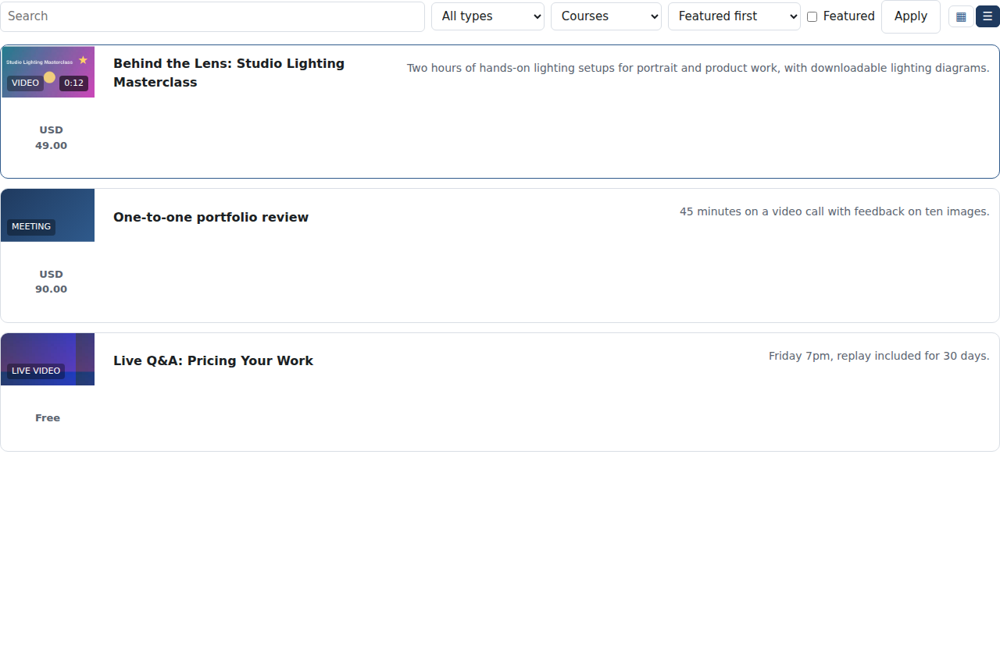 Search
All types
Courses
Featured first
Featured
Apply
Studio Lighting Masterclass
VIDEO
0:12
Behind the Lens: Studio Lighting
Masterclass
Two hours of hands-on lighting setups for portrait and product work, with downloadable lighting diagrams.
USD
49.00
MEETING
One-to-one portfolio review
45 minutes on a video call with feedback on ten images.
USD
90.00
LIVE VIDEO
Live Q&A: Pricing Your Work
Friday 7pm, replay included for 30 days.
Free